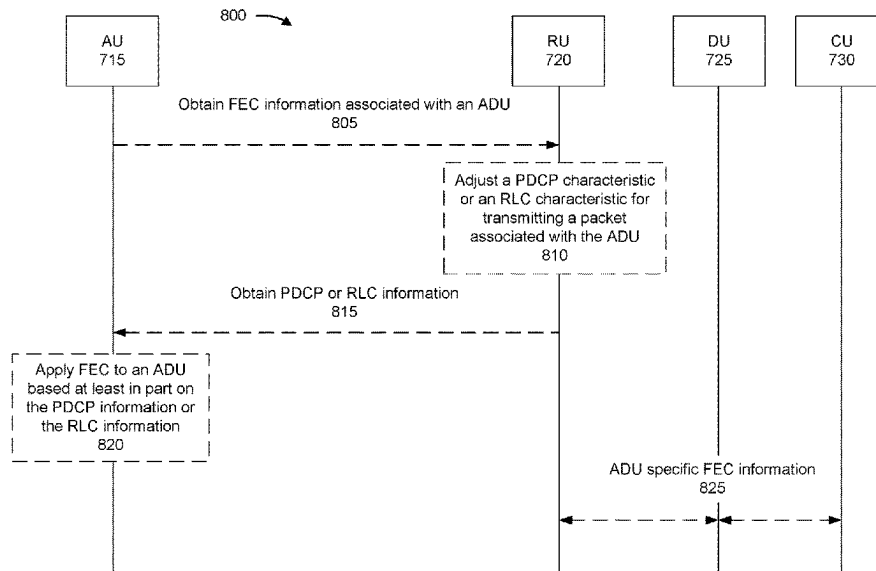 800
AU
715
RU
720
DU
725
CU
730
Obtain FEC information associated with an ADU
805
Adjust a PDCP characteristic
or an RLC characteristic for
transmitting a packet
associated with the ADU
810
Obtain PDCP or RLC information
815
Apply FEC to an ADU
based at least in part on
the PDCP information or
the RLC information
820
ADU specific FEC information
825